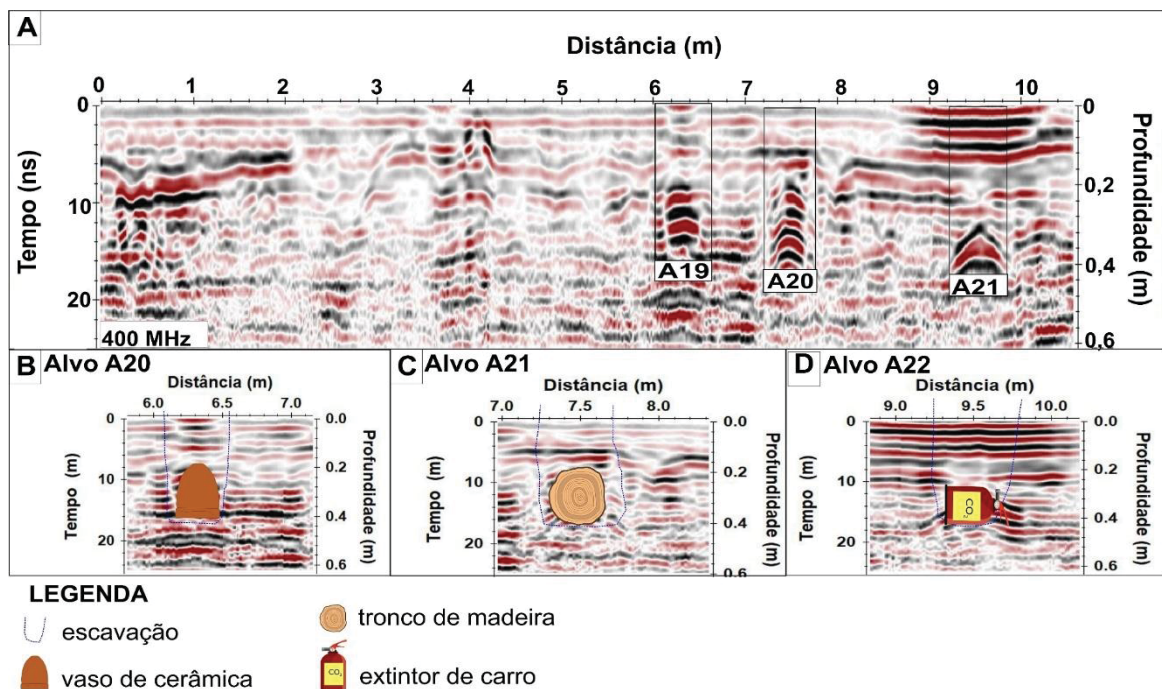 A
Distância (m)
0 1 2 3 4 5 6 7 8 9 10
Tempo (ns)
0
10
20
Profundidade (m)
0
0,2
0,4
0,6
A19
A20
A21
400 MHz
B Alvo A20
Distância (m)
6.0 6.5 7.0
Tempo (m)
0
10
20
Profundidade (m)
0.0
0.2
0.4
0.6
C Alvo A21
Distância (m)
7.0 7.5 8.0
Tempo (m)
0
10
20
Profundidade (m)
0.0
0.2
0.4
0.6
D Alvo A22
Distância (m)
9.0 9.5 10.0
Tempo (m)
0
10
20
Profundidade (m)
0.0
0.2
0.4
0.6
CO₂
LEGENDA
escavação
vaso de cerâmica
tronco de madeira
CO₂
extintor de carro